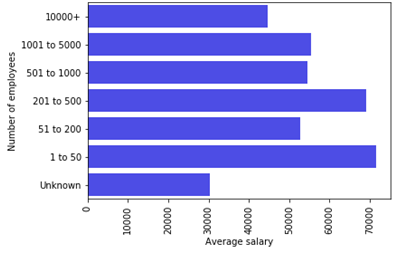 Number of employees
10000+
1001 to 5000
501 to 1000
201 to 500
51 to 200
1 to 50
Unknown
0
10000
20000
30000
40000
50000
60000
70000
Average salary